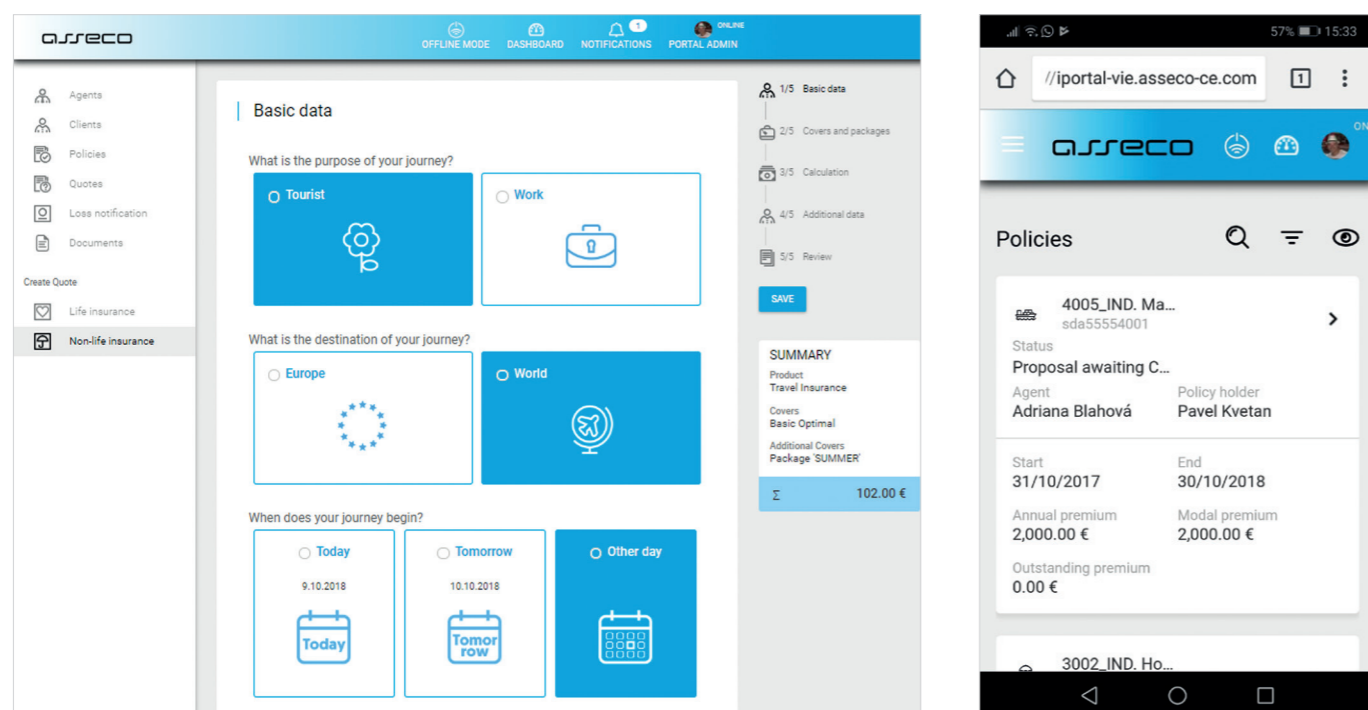 asseco
OFFLINE MODE
DASHBOARD
1
NOTIFICATIONS
ONLINE
PORTAL ADMIN
Agents
Clients
Policies
Quotes
Loss notification
Documents
Create Quote
Life insurance
Non-life insurance
Basic data
What is the purpose of your journey?
Tourist
Work
What is the destination of your journey?
Europe
World
When does your journey begin?
Today
9.10.2018
Today
Tomorrow
10.10.2018
Tomor
row
Other day
1/5 Basic data
2/5 Covers and packages
3/5 Calculation
4/5 Additional data
5/5 Review
SAVE
SUMMARY
Product
Travel Insurance
Covers
Basic Optimal
Additional Covers
Package 'SUMMER'
Σ 102.00 €
57% 15:33
//iportal-vie.asseco-ce.com
1
asseco
ON
Policies
4005_IND. Ma...
sda55554001
Status
Proposal awaiting C...
Agent Policy holder
Adriana Blahová Pavel Kvetan
Start End
31/10/2017 30/10/2018
Annual premium Modal premium
2,000.00 € 2,000.00 €
Outstanding premium
0.00 €
3002_IND. Ho...